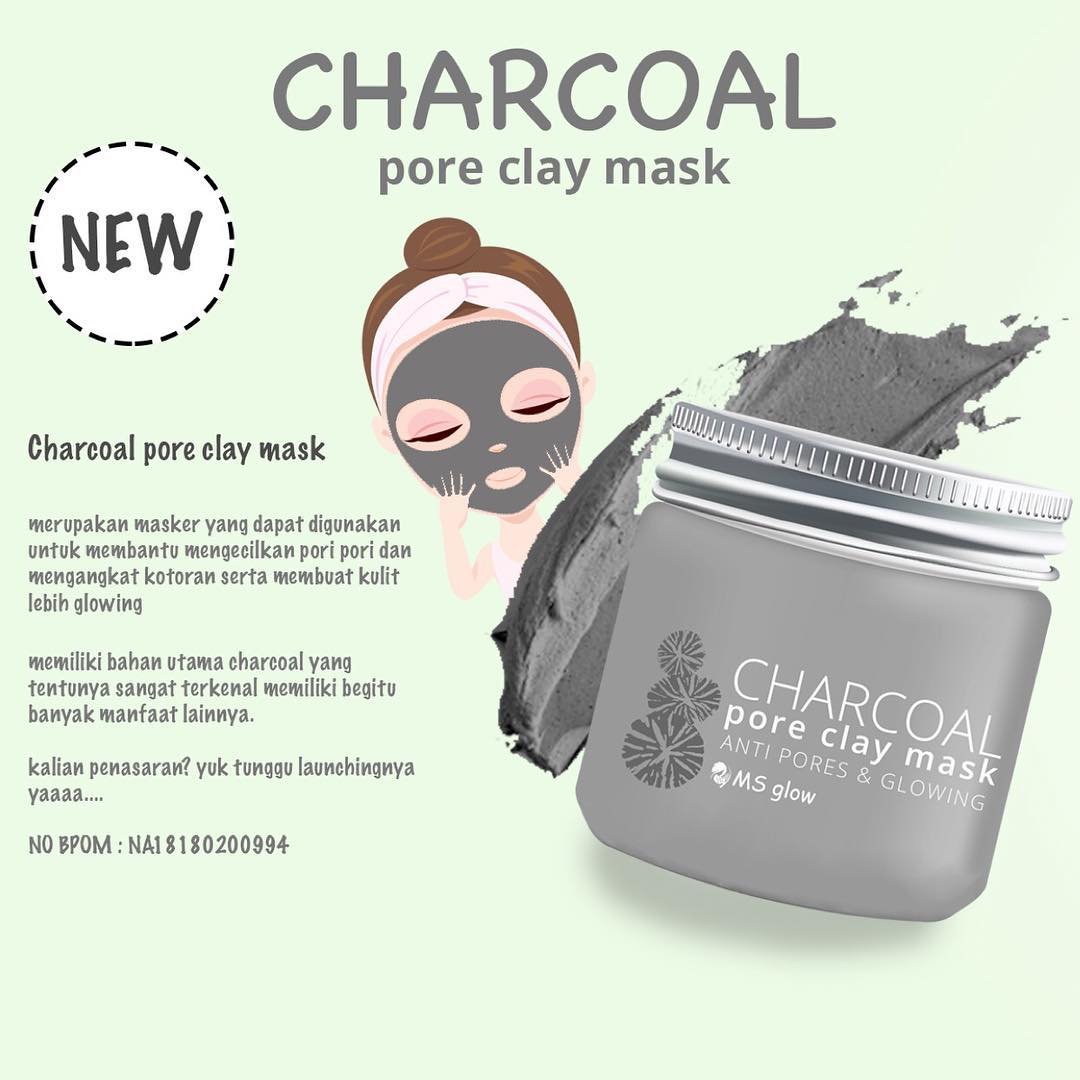 CHARCOAL
pore clay mask
NEW
Charcoal pore clay mask
merupakan masker yang dapat digunakan
untuk membantu mengecilkan pori pori dan
mengangkat kotoran serta membuat kulit
lebih glowing
memiliki bahan utama charcoal yang
tentunya sangat terkenal memiliki begitu
banyak manfaat lainnya.
kalian penasaran? yuk tunggu launchingnya
yaaaa....
NO BPOM : NA18180200994
CHARCOAL
pore clay mask
ANTI PORES & GLOWING
MS glow